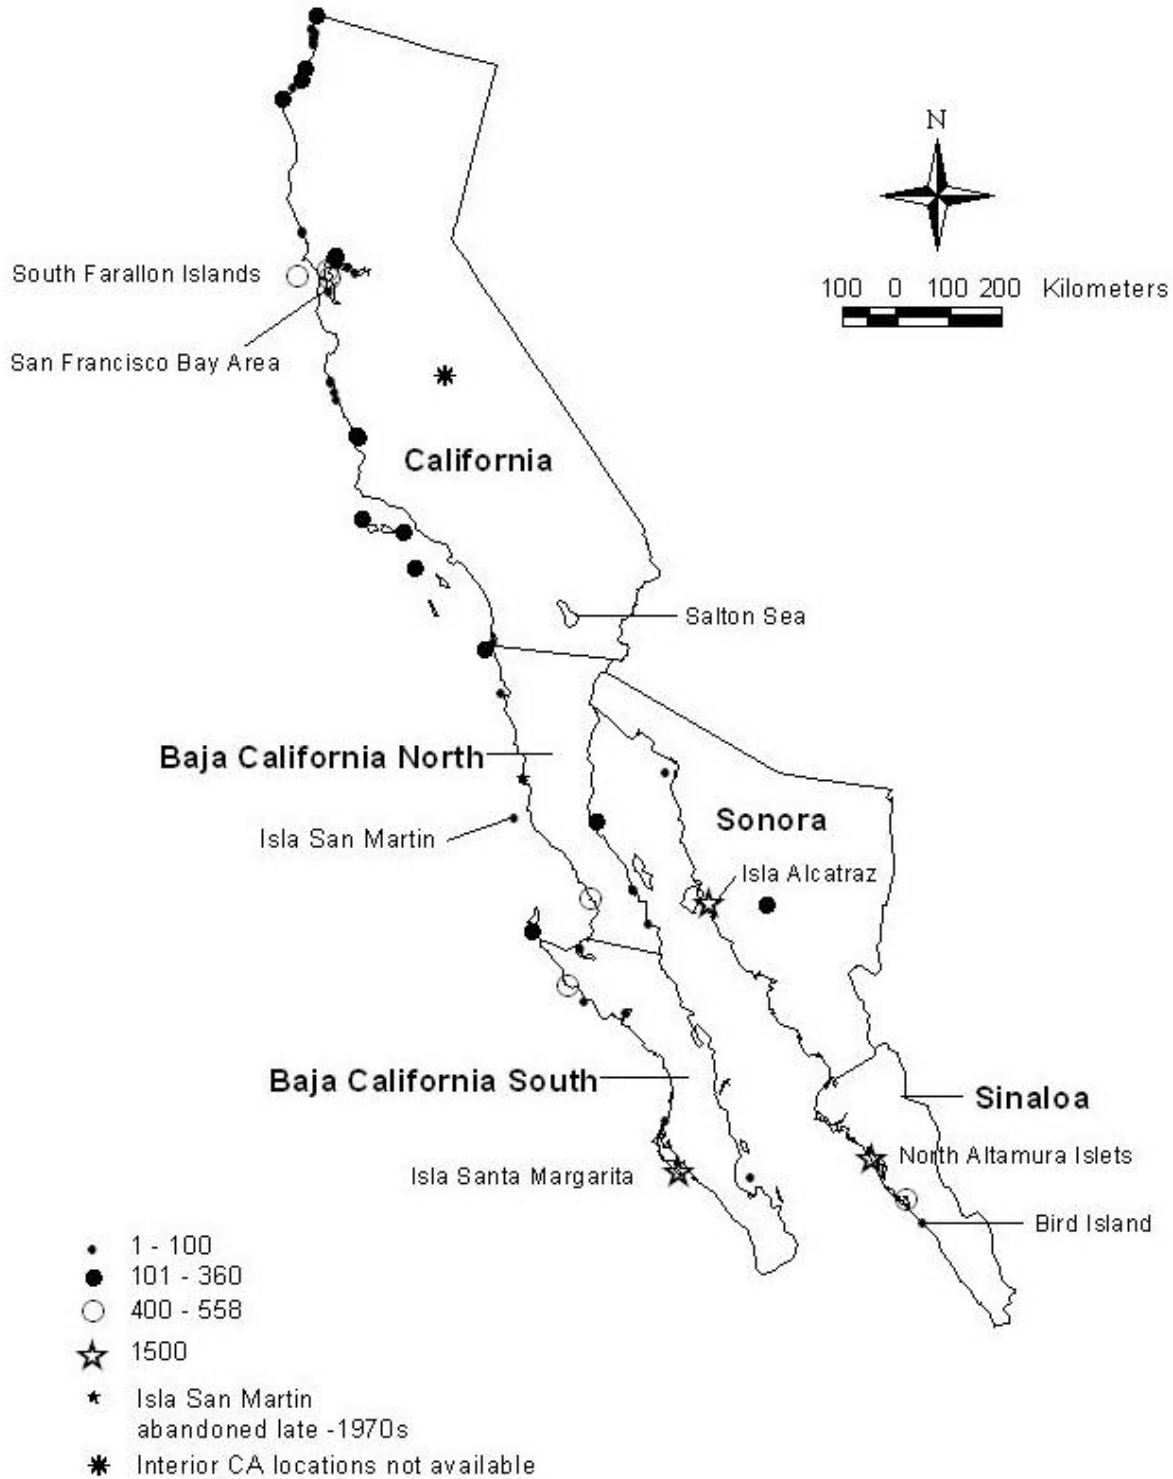 N
South Farallon Islands
100 0 100 200 Kilometers
San Francisco Bay Area
California
Salton Sea
Baja California North
Sonora
Isla San Martin
Isla Alcatraz
Baja California South
Sinaloa
North Altamura Islets
Isla Santa Margarita
Bird Island
1 - 100
101 - 360
400 - 558
1500
Isla San Martin
abandoned late -1970s
Interior CA locations not available